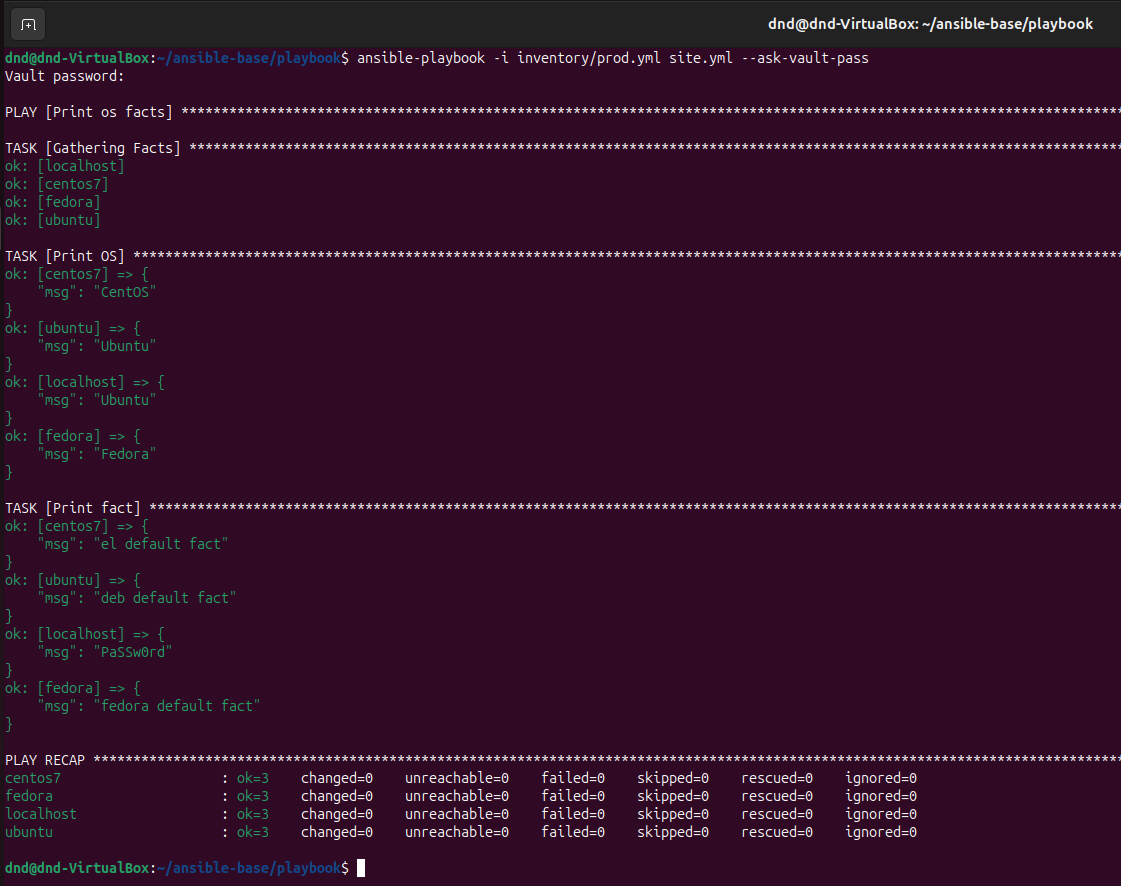 dnd@dnd-VirtualBox: ~/ansible-base/playbook
dnd@dnd-VirtualBox:~/ansible-base/playbook$ ansible-playbook -i inventory/prod.yml site.yml --ask-vault-pass
Vault password:
PLAY [Print os facts] *********************************************************************************************************************
TASK [Gathering Facts] ********************************************************************************************************************
ok: [localhost]
ok: [centos7]
ok: [fedora]
ok: [ubuntu]
TASK [Print OS] ***************************************************************************************************************************
ok: [centos7] => {
    "msg": "CentOS"
}
ok: [ubuntu] => {
    "msg": "Ubuntu"
}
ok: [localhost] => {
    "msg": "Ubuntu"
}
ok: [fedora] => {
    "msg": "Fedora"
}
TASK [Print fact] *************************************************************************************************************************
ok: [centos7] => {
    "msg": "el default fact"
}
ok: [ubuntu] => {
    "msg": "deb default fact"
}
ok: [localhost] => {
    "msg": "PaSSw0rd"
}
ok: [fedora] => {
    "msg": "fedora default fact"
}
PLAY RECAP ********************************************************************************************************************************
centos7                    : ok=3    changed=0    unreachable=0    failed=0    skipped=0    rescued=0    ignored=0
fedora                     : ok=3    changed=0    unreachable=0    failed=0    skipped=0    rescued=0    ignored=0
localhost                  : ok=3    changed=0    unreachable=0    failed=0    skipped=0    rescued=0    ignored=0
ubuntu                     : ok=3    changed=0    unreachable=0    failed=0    skipped=0    rescued=0    ignored=0
dnd@dnd-VirtualBox:~/ansible-base/playbook$